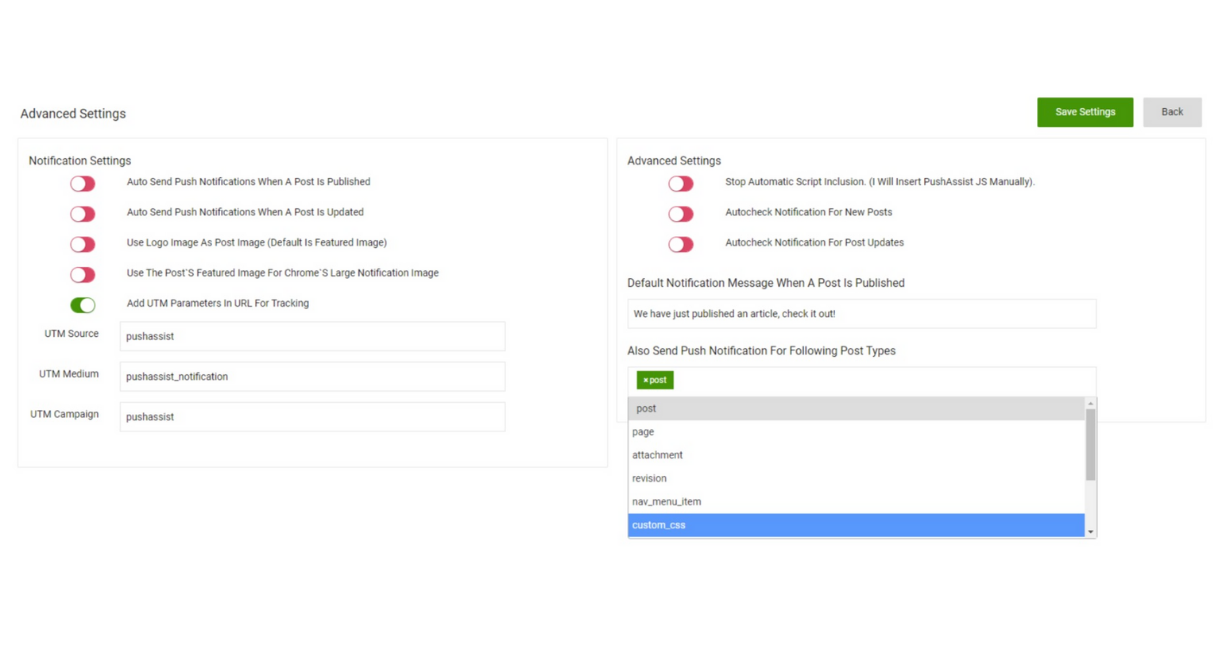 Advanced Settings
Save Settings
Back
Notification Settings
Auto Send Push Notifications When A Post Is Published
Auto Send Push Notifications When A Post Is Updated
Use Logo Image As Post Image (Default Is Featured Image)
Use The Post`S Featured Image For Chrome`S Large Notification Image
Add UTM Parameters In URL For Tracking
UTM Source
pushassist
UTM Medium
pushassist_notification
UTM Campaign
pushassist
Advanced Settings
Stop Automatic Script Inclusion. (I Will Insert PushAssist JS Manually).
Autocheck Notification For New Posts
Autocheck Notification For Post Updates
Default Notification Message When A Post Is Published
We have just published an article, check it out!
Also Send Push Notification For Following Post Types
×post
post
page
attachment
revision
nav_menu_item
custom_css